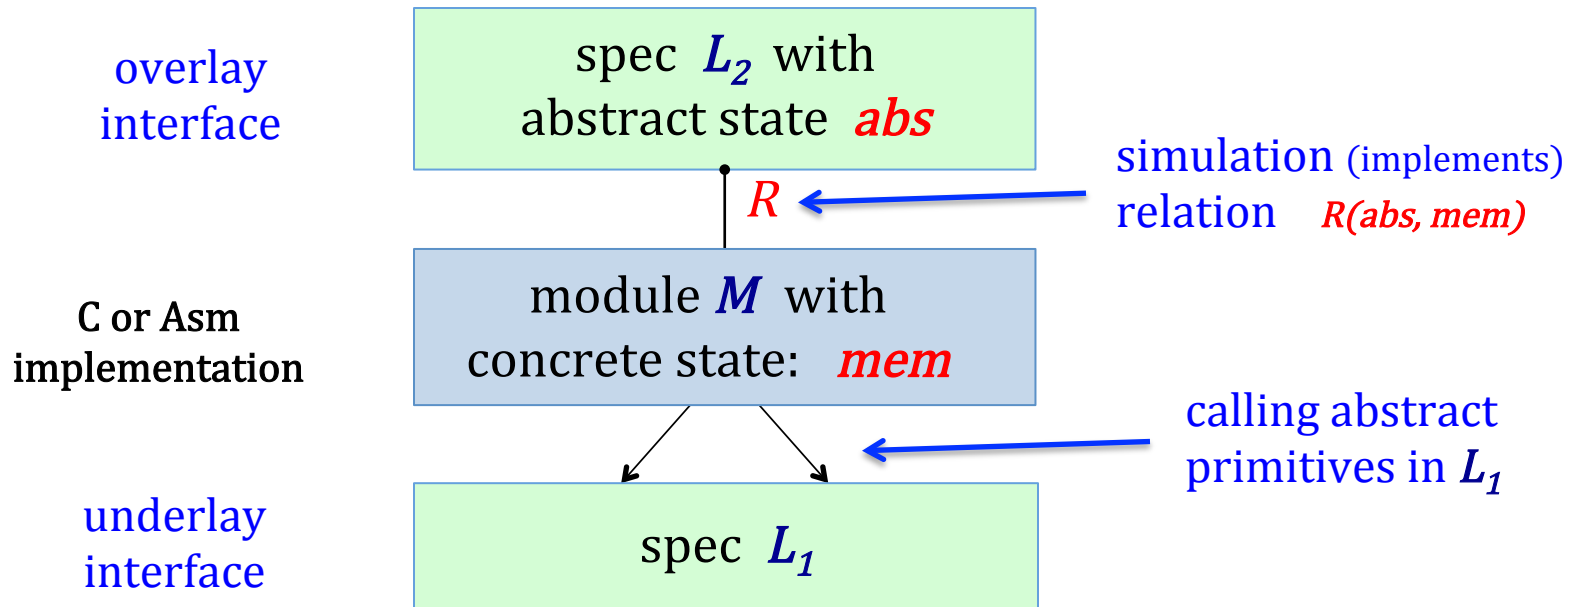 overlay
interface
spec L2 with
abstract state abs
R
simulation (implements)
relation R(abs, mem)
C or Asm
implementation
module M with
concrete state: mem
calling abstract
primitives in L1
underlay
interface
spec L1